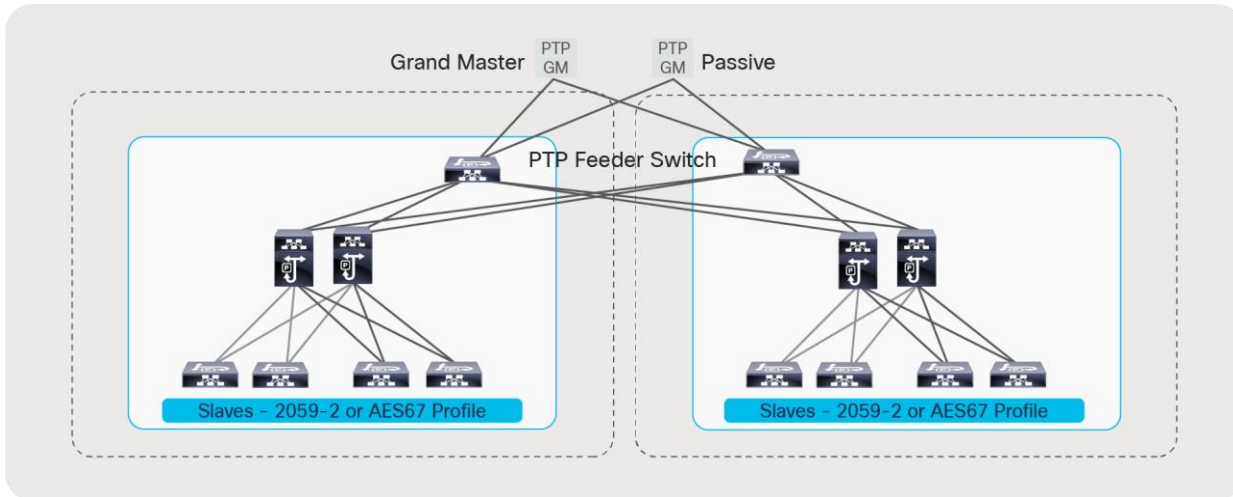 Grand Master
PTP
GM
PTP
GM
Passive
PTP Feeder Switch
Slaves - 2059-2 or AES67 Profile
Slaves - 2059-2 or AES67 Profile